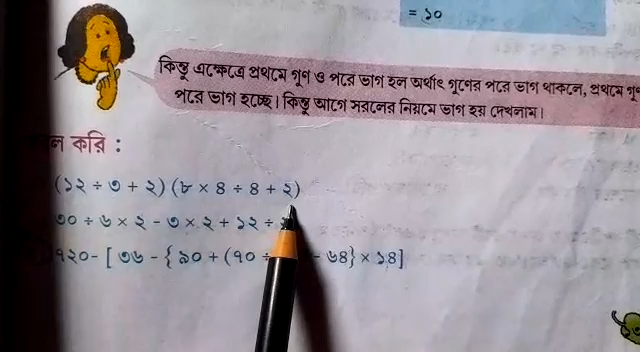 = ১০
কিন্তু এক্ষেত্রে প্রথমে গুণ ও পরে ভাগ হল অর্থাৎ গুণের পরে ভাগ থাকলে, প্রথমে
পরে ভাগ হচ্ছে। কিন্তু আগে সরলের নিয়মে ভাগ হয় দেখলাম।
করি :
(১২ ÷ ৩ + ২) (৮ × ৪ ÷ ৪ + ২)
৩০ ÷ ৬ × ২ - ৩ × ২ + ১২ ÷
৭২০ - [ ৩৬ - { ৯০ + (৭০ ÷ - ৬৪} × ১৪]